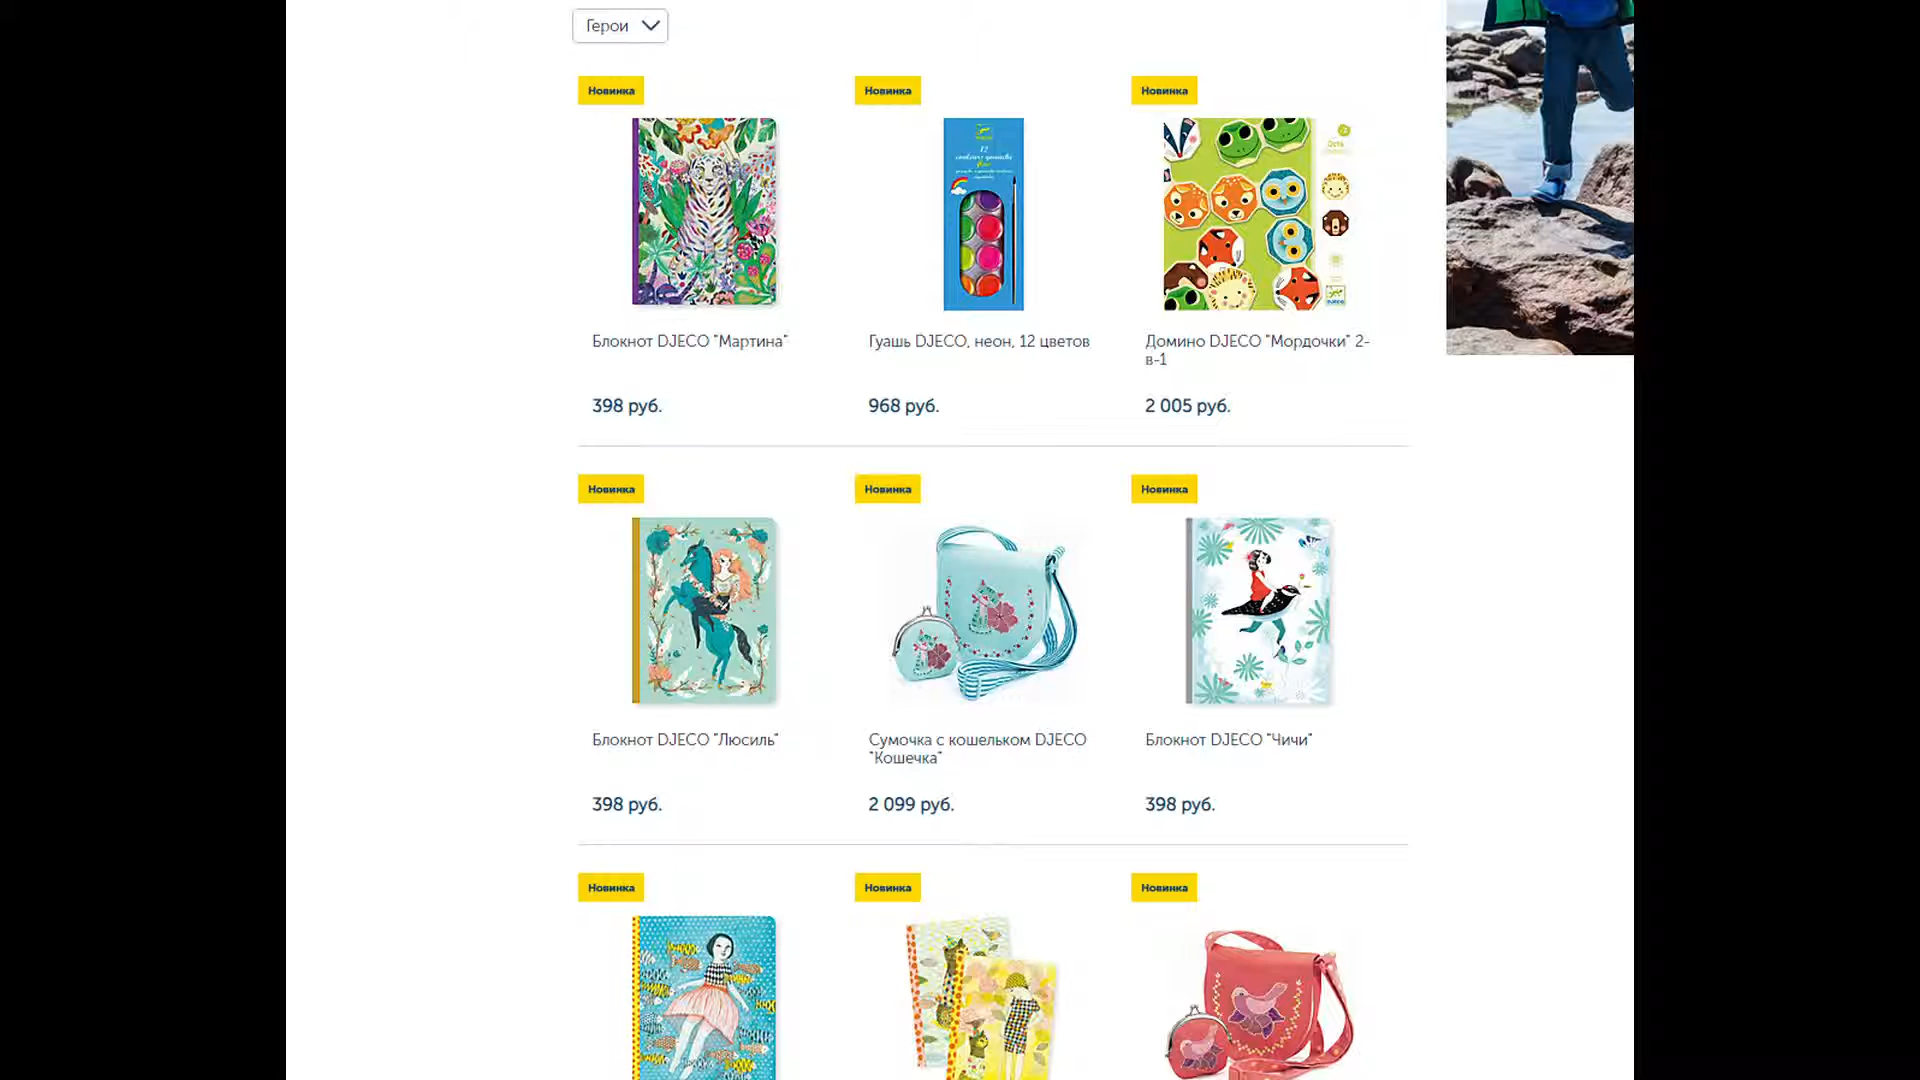 Герои
Новинка
Новинка
Новинка
12
Блокнот DJECO "Мартина"
Гуашь DJECO, неон, 12 цветов
Домино DJECO "Мордочки" 2-
в-1
398 руб.
968 руб.
2 005 руб.
Новинка
Новинка
Новинка
Блокнот DJECO "Люсиль"
Сумочка с кошельком DJECO
"Кошечка"
Блокнот DJECO "Чичи"
398 руб.
2 099 руб.
398 руб.
Новинка
Новинка
Новинка